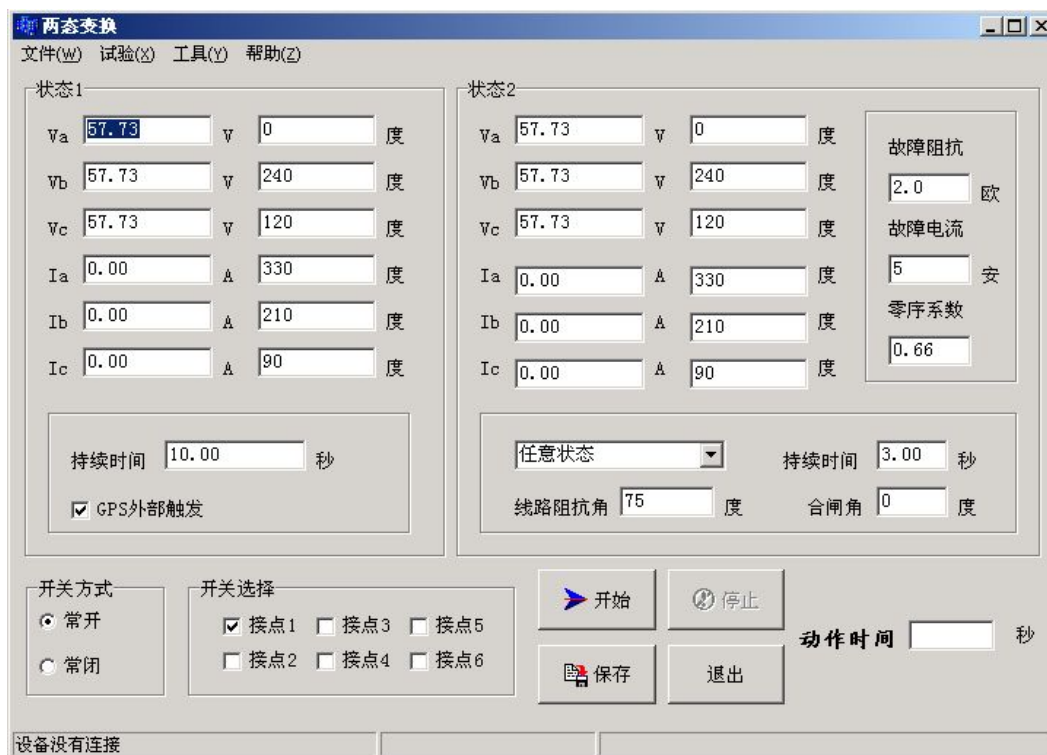 两态变换
文件(W) 试验(X) 工具(Y) 帮助(Z)
状态1
Va 57.73 V 0 度
Vb 57.73 V 240 度
Vc 57.73 V 120 度
Ia 0.00 A 330 度
Ib 0.00 A 210 度
Ic 0.00 A 90 度
持续时间 10.00 秒
GPS外部触发
状态2
Va 57.73 V 0 度
Vb 57.73 V 240 度
Vc 57.73 V 120 度
Ia 0.00 A 330 度
Ib 0.00 A 210 度
Ic 0.00 A 90 度
故障阻抗
2.0 欧
故障电流
5 安
零序系数
0.66
任意状态 持续时间 3.00 秒
线路阻抗角 75 度 合闸角 0 度
开关方式
常开
常闭
开关选择
接点1 接点3 接点5
接点2 接点4 接点6
开始 停止
保存 退出
动作时间 秒
设备没有连接